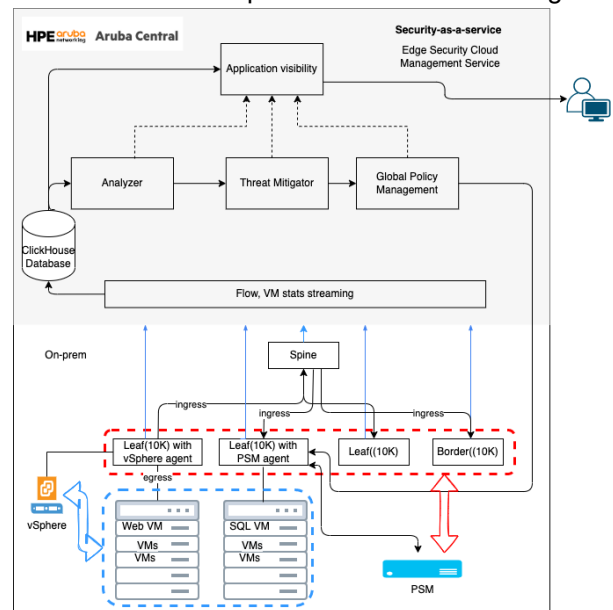 HPE aruba networking Aruba Central
Security-as-a-service
Edge Security Cloud
Management Service
Application visibility
Analyzer
Threat Mitigator
Global Policy
Management
ClickHouse
Database
Flow, VM stats streaming
On-prem
Spine
ingress
ingress
ingress
Leaf(10K) with
vSphere agent
Leaf(10K) with
PSM agent
Leaf((10K)
Border((10K)
egress
vSphere
Web VM
VMs
VMs
SQL VM
VMs
VMs
PSM